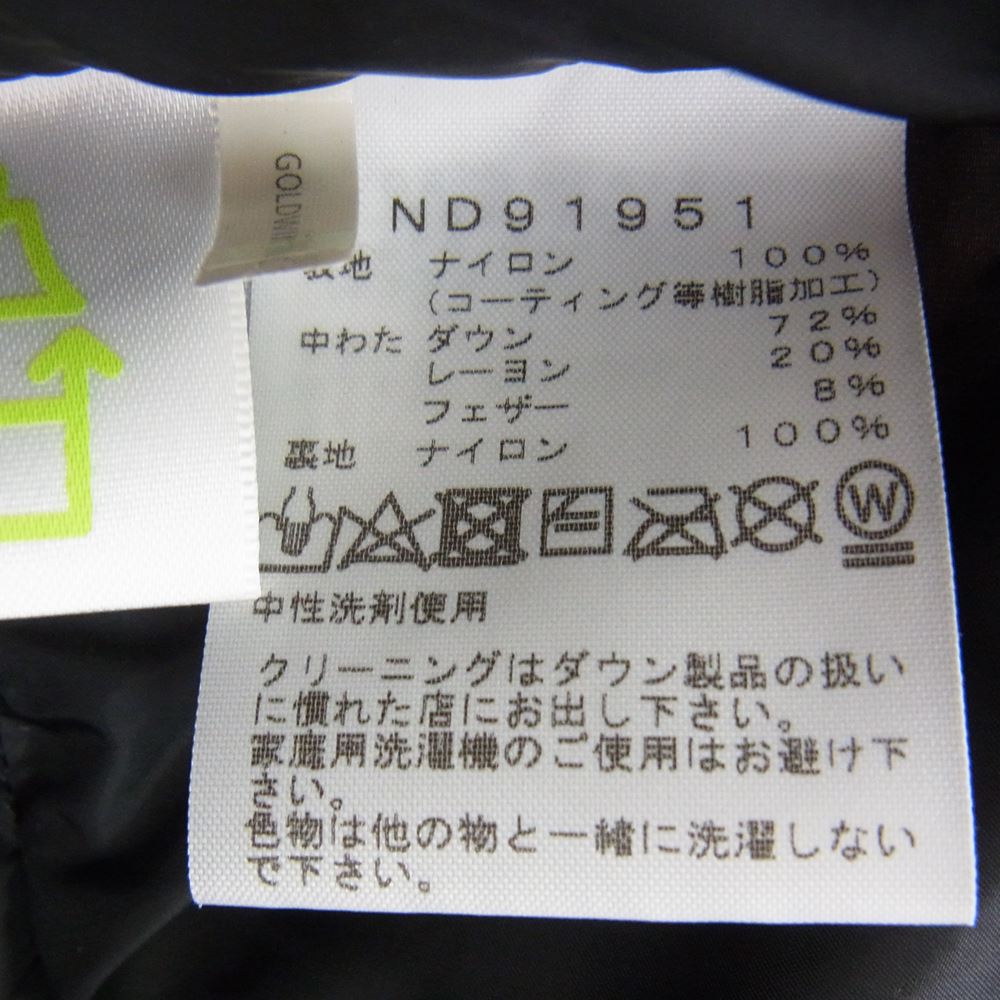 GOLDWIN
ND91951
表地 ナイロン 100%
(コーティング等樹脂加工)
中わた ダウン 72%
レーヨン 20%
フェザー 8%
裏地 ナイロン 100%
W
中性洗剤使用
クリーニングはダウン製品の扱い
に慣れた店にお出し下さい。
家庭用洗濯機のご使用はお避け下
さい。
色物は他の物と一緒に洗濯しない
で下さい。